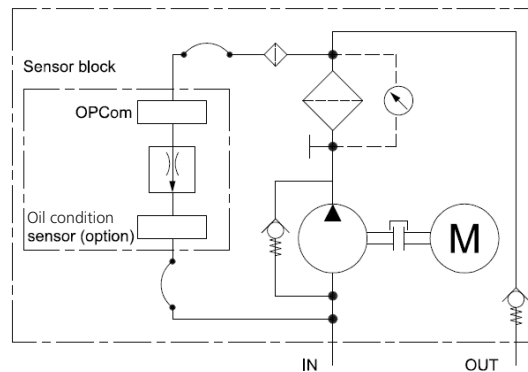 Sensor block
OPCom
Oil condition
sensor (option)
M
IN
OUT